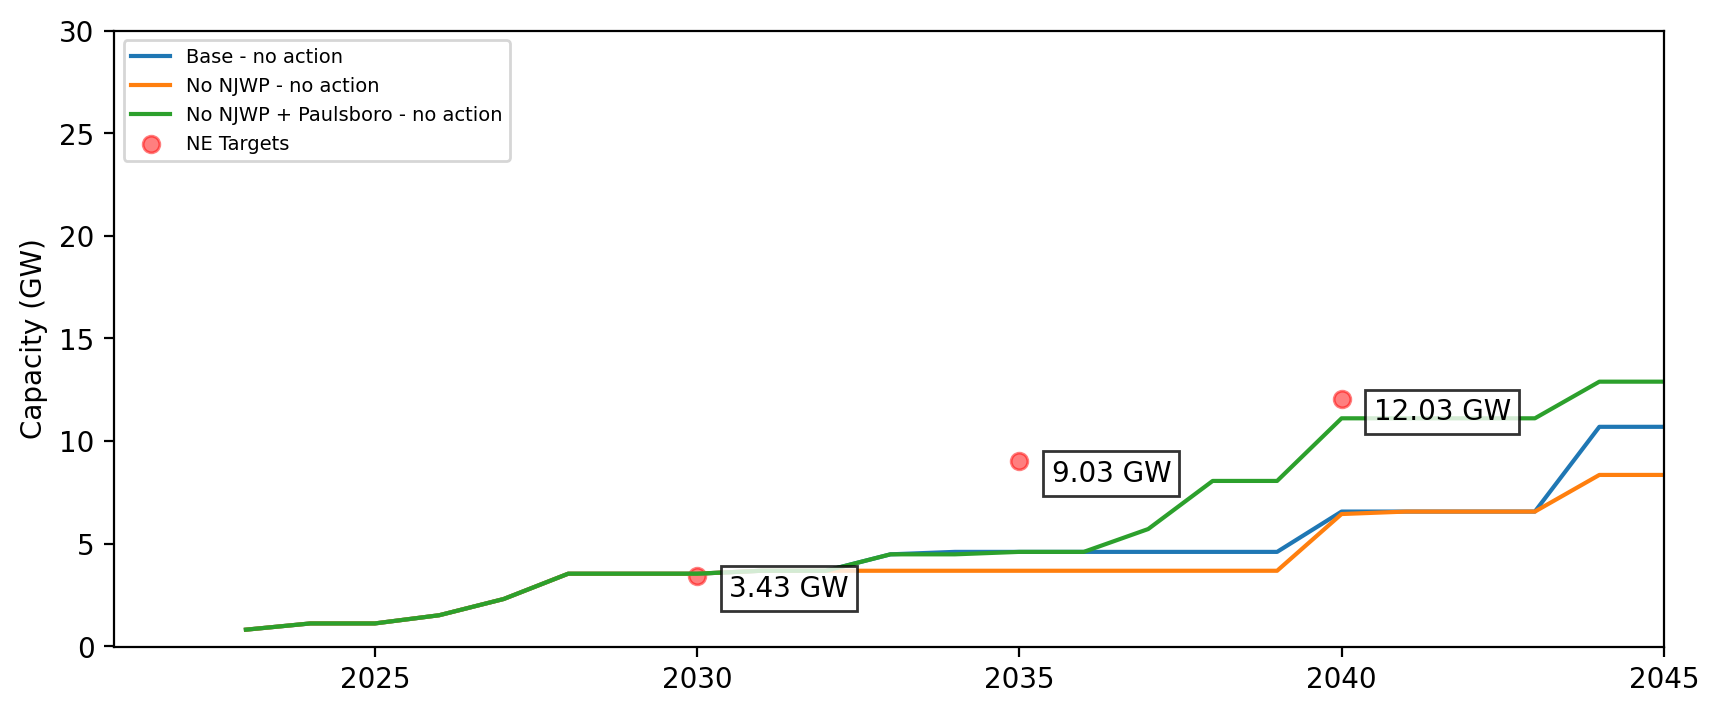 30
25
20
15
10
5
0
Capacity (GW)
Base - no action
No NJWP - no action
No NJWP + Paulsboro - no action
NE Targets
12.03 GW
9.03 GW
3.43 GW
2025
2030
2035
2040
2045